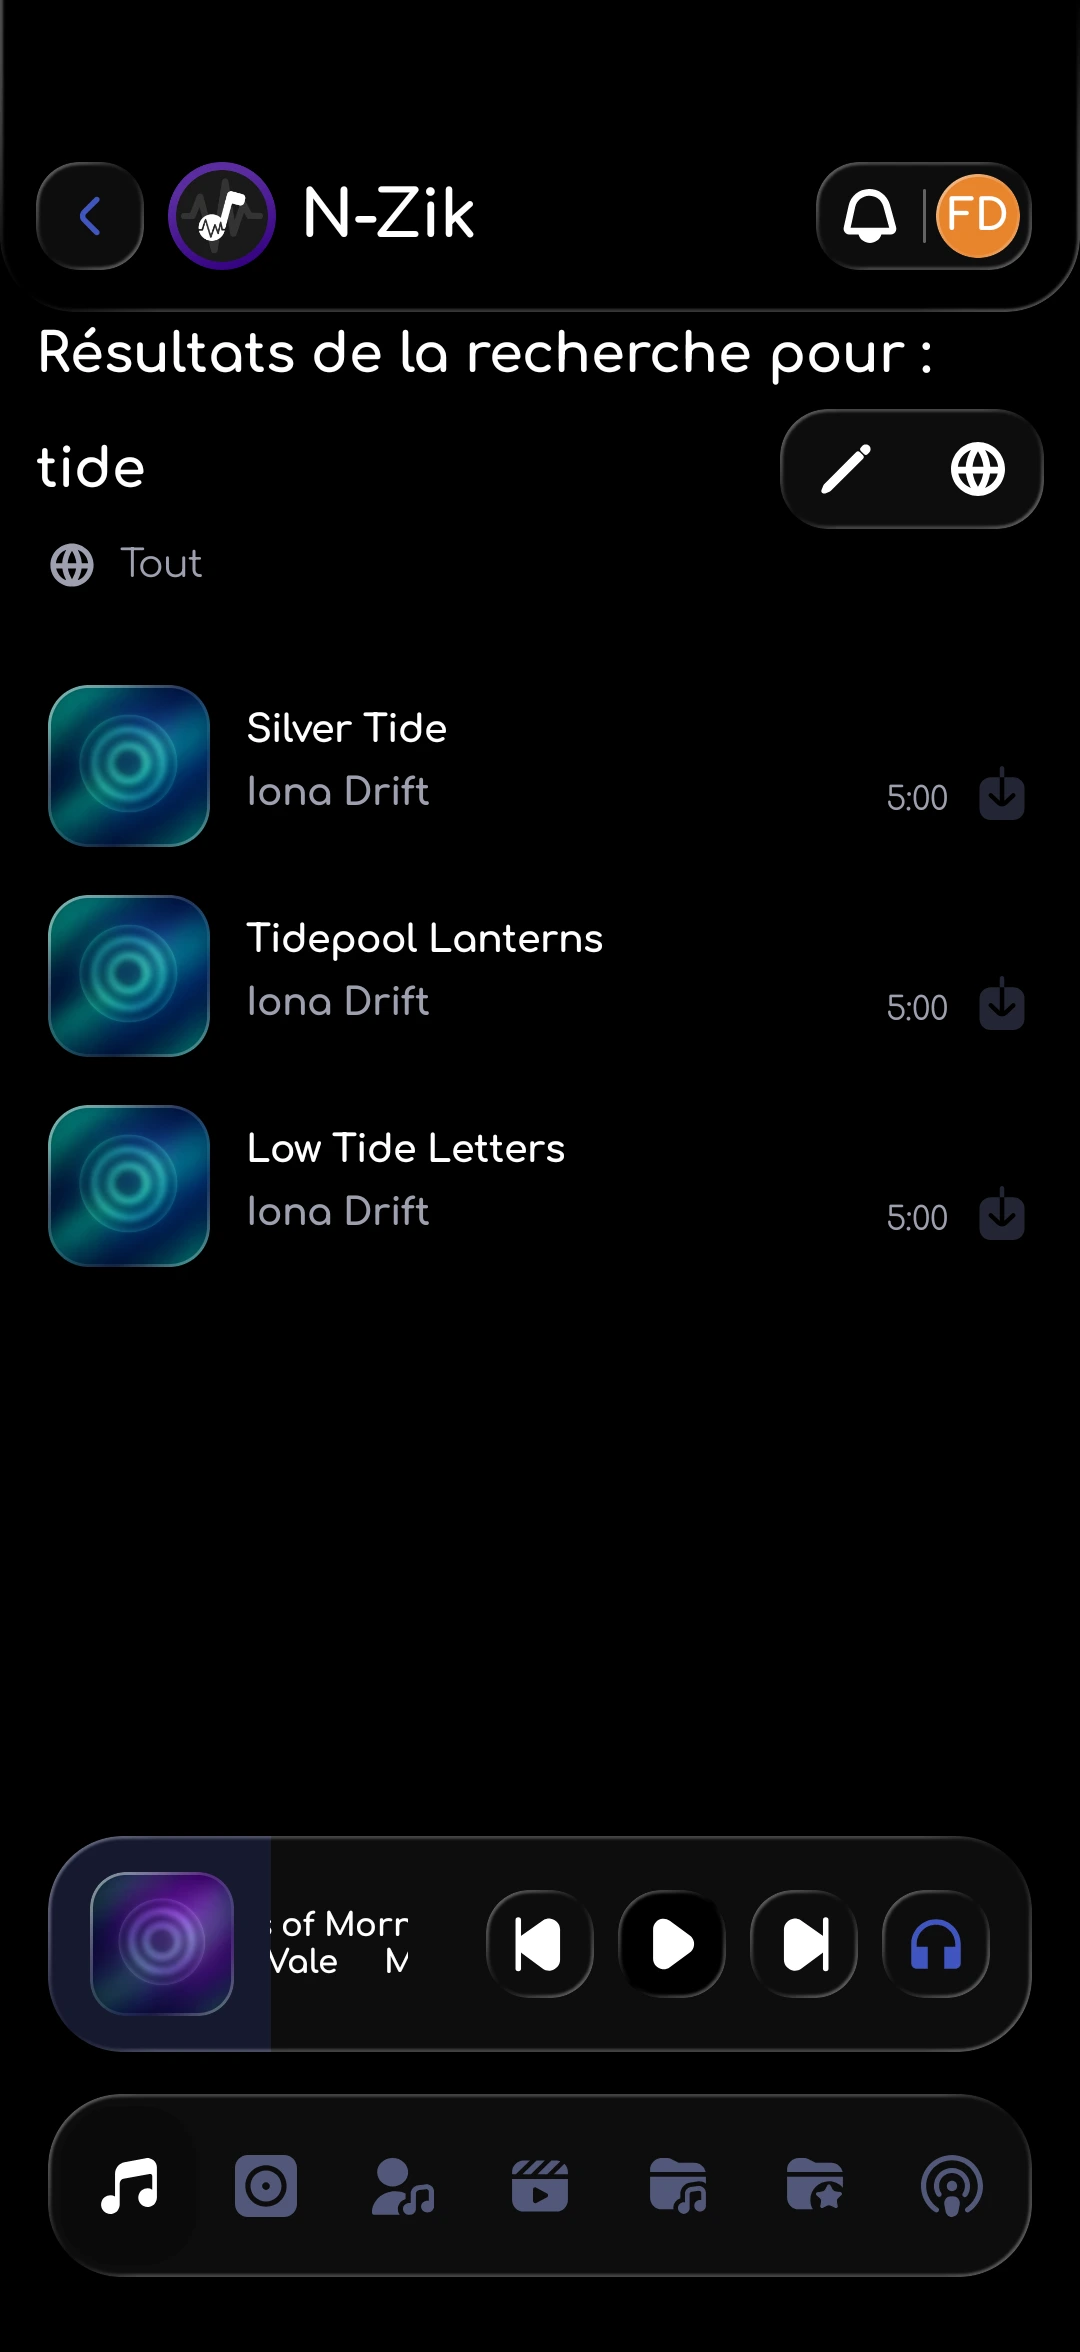 N-Zik
FD
Résultats de la recherche pour :
tide
Tout
Silver Tide
Iona Drift
5:00
Tidepool Lanterns
Iona Drift
5:00
Low Tide Letters
Iona Drift
5:00
of Morr
Vale